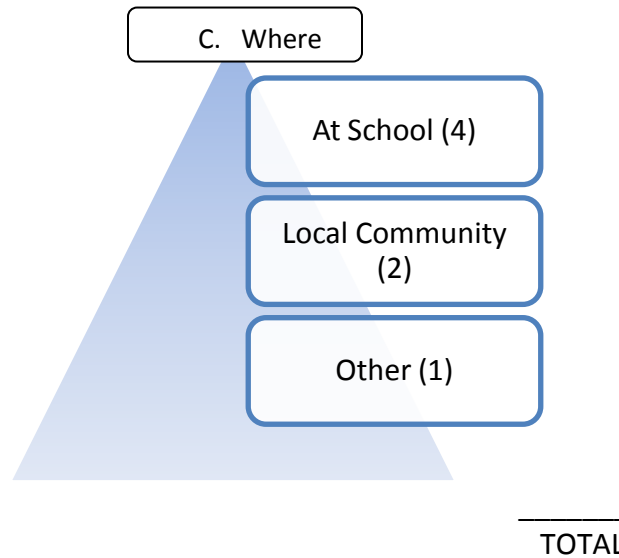 C. Where
At School (4)
Local Community
(2)
Other (1)
TOTAL